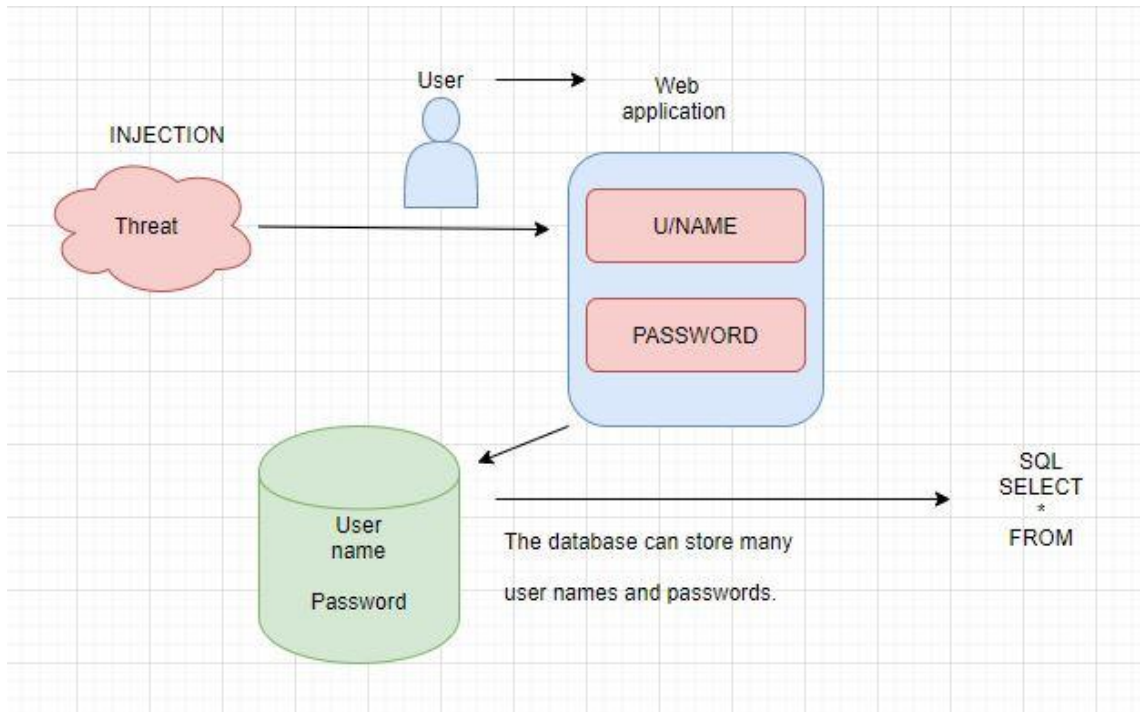 User
Web
application
INJECTION
Threat
U/NAME
PASSWORD
User
name
Password
The database can store many
user names and passwords.
SQL
SELECT
*
FROM